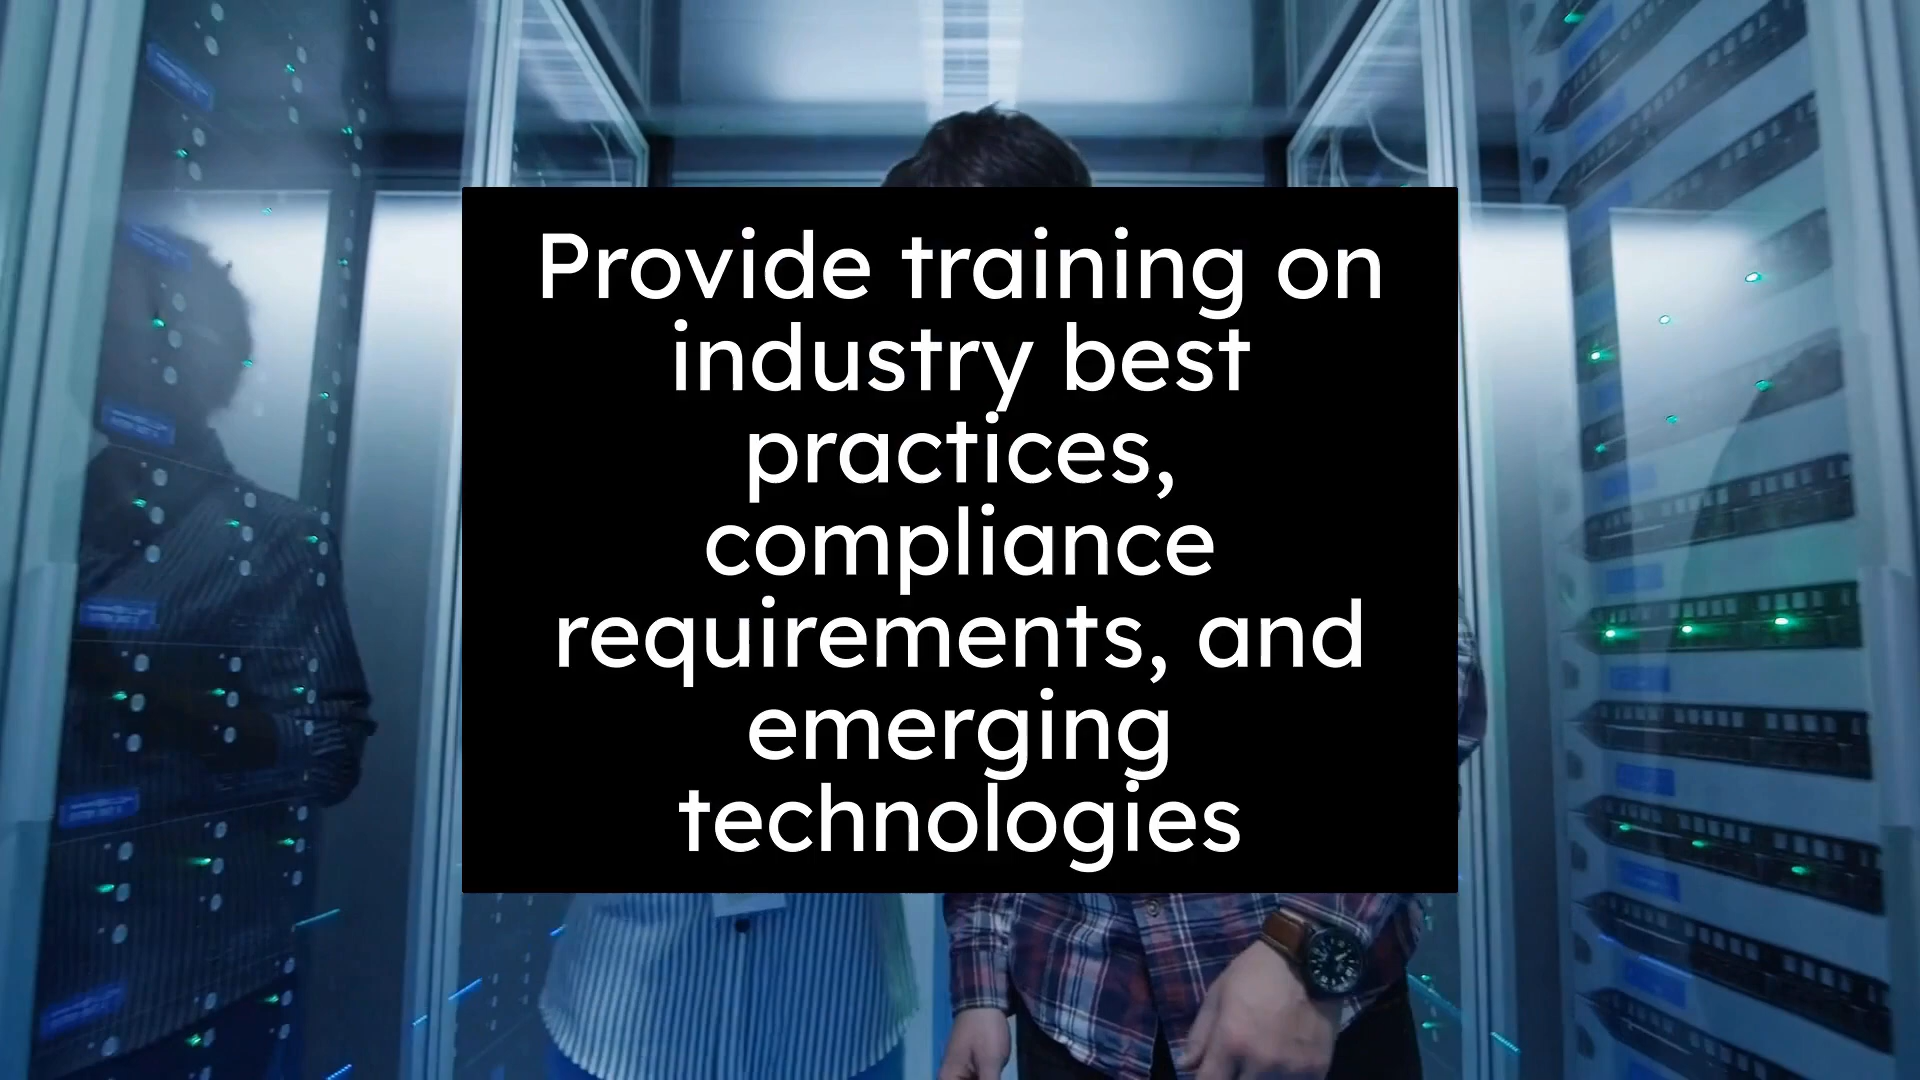 Provide training on
industry best
practices,
compliance
requirements, and
emerging
technologies